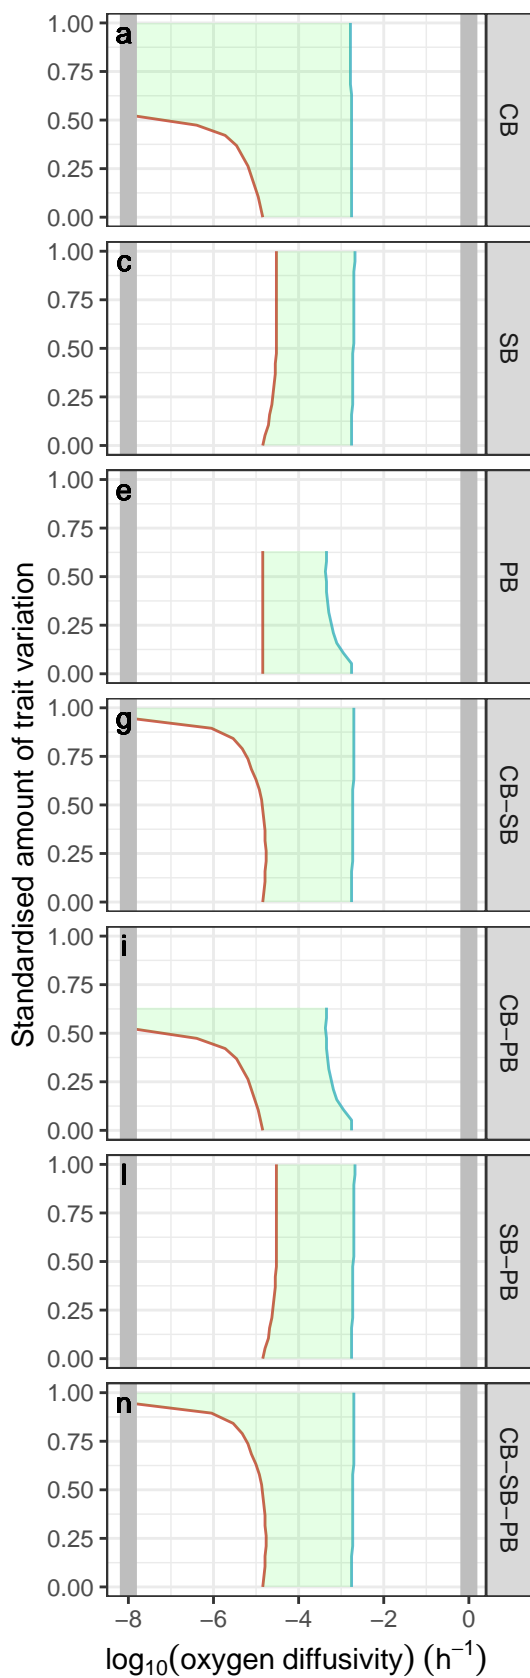 a
1.00
0.75
0.50
0.25
0.00
CB
c
1.00
0.75
0.50
0.25
0.00
SB
e
1.00
0.75
0.50
0.25
0.00
PB
g
1.00
0.75
0.50
0.25
0.00
CB−SB
i
1.00
0.75
0.50
0.25
0.00
CB−PB
l
1.00
0.75
0.50
0.25
0.00
SB−PB
n
1.00
0.75
0.50
0.25
0.00
CB−SB−PB
Standardised amount of trait variation
−8 −6 −4 −2 0
log₁₀(oxygen diffusivity) (h⁻¹)